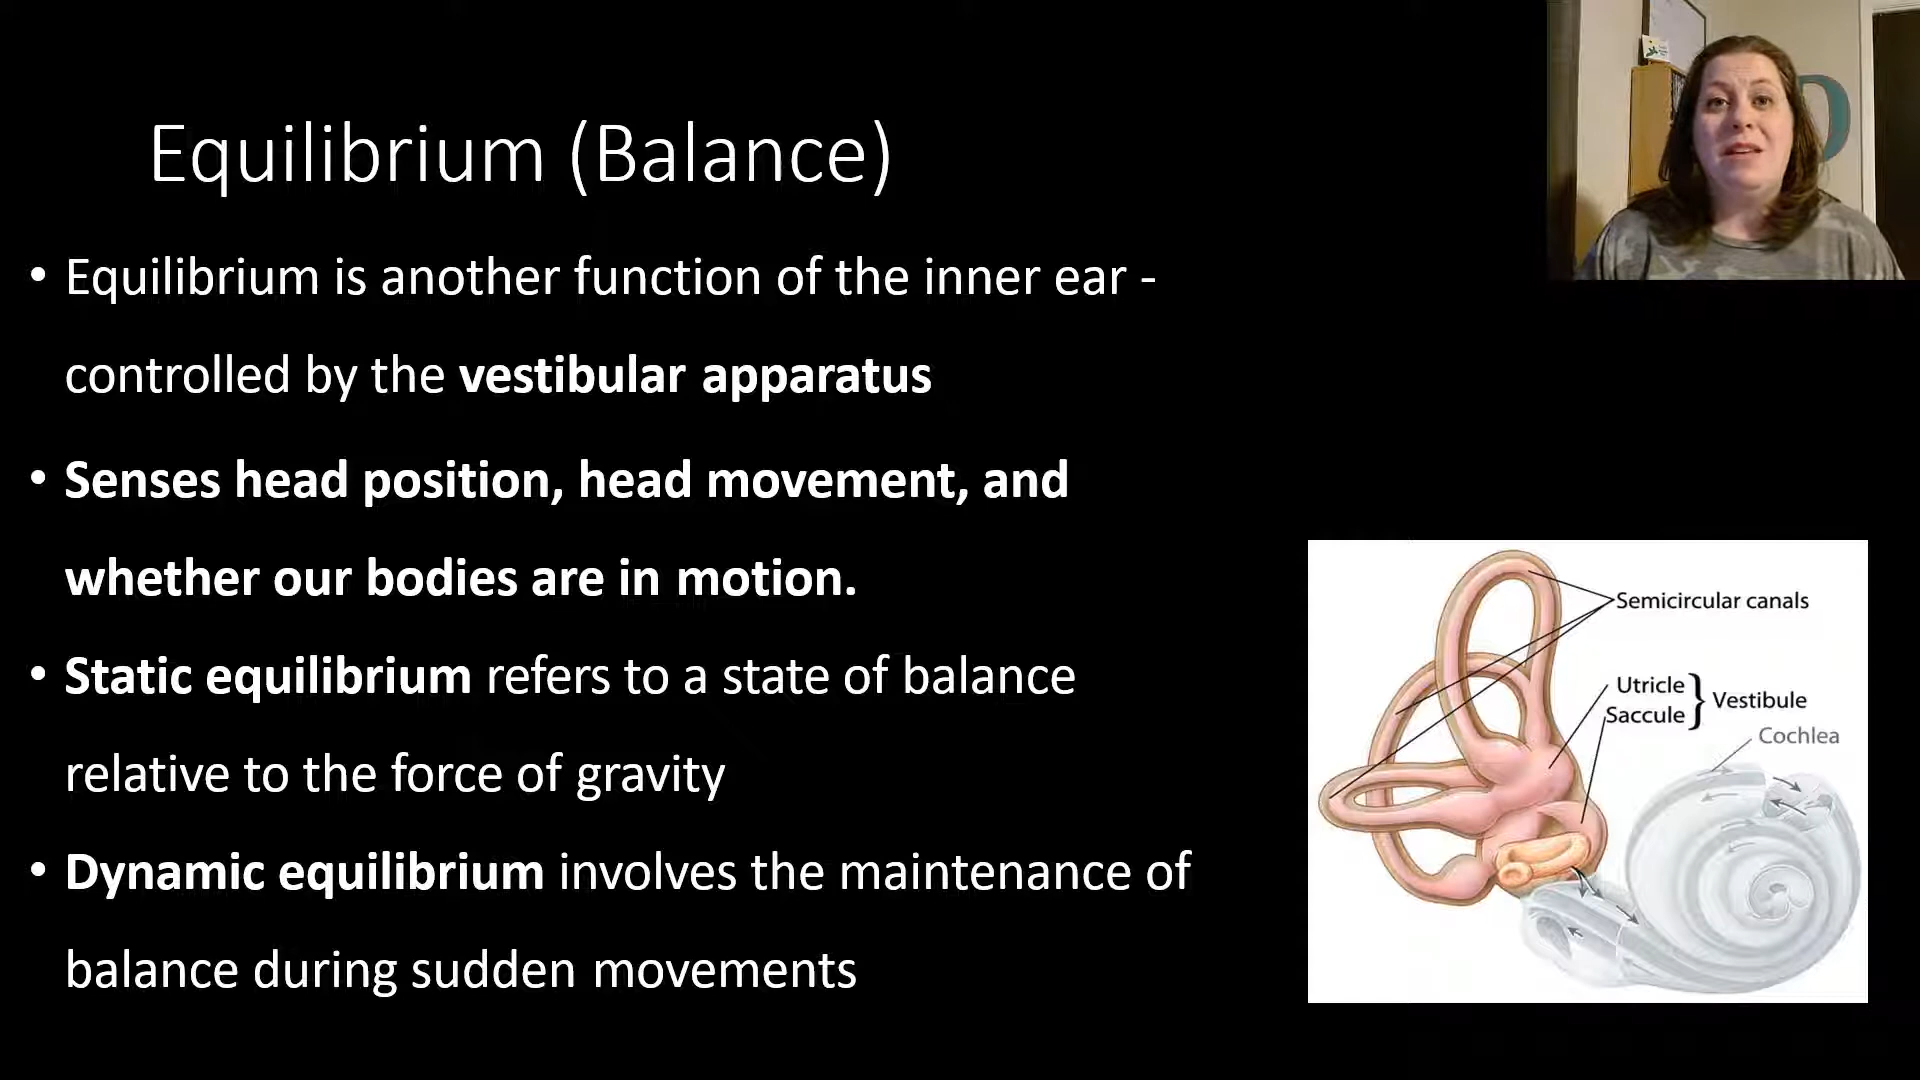 Equilibrium (Balance)
• Equilibrium is another function of the inner ear -
controlled by the vestibular apparatus
• Senses head position, head movement, and
whether our bodies are in motion.
• Static equilibrium refers to a state of balance
relative to the force of gravity
• Dynamic equilibrium involves the maintenance of
balance during sudden movements
Semicircular canals
Utricle
Saccule
} Vestibule
Cochlea